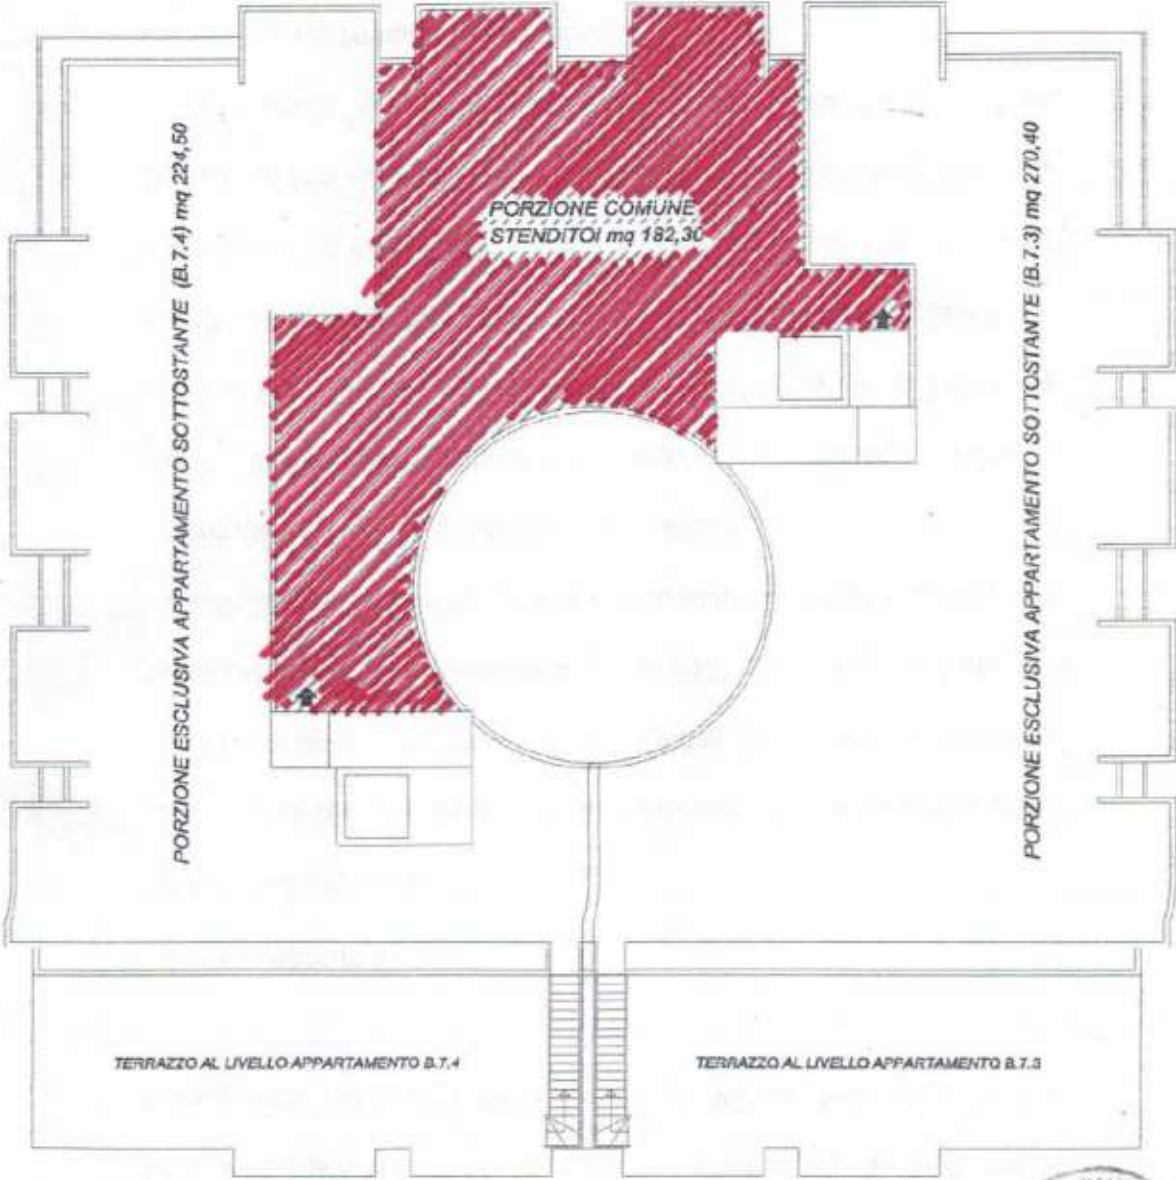 PORZIONE COMUNE
STENDITOI mq 182,30
PORZIONE ESCLUSIVA APPARTAMENTO SOTTOSTANTE (B.7.4) mq 224,50
PORZIONE ESCLUSIVA APPARTAMENTO SOTTOSTANTE (B.7.3) mq 270,40
TERRAZZO AL LIVELLO APPARTAMENTO B.7.4
TERRAZZO AL LIVELLO APPARTAMENTO B.7.3